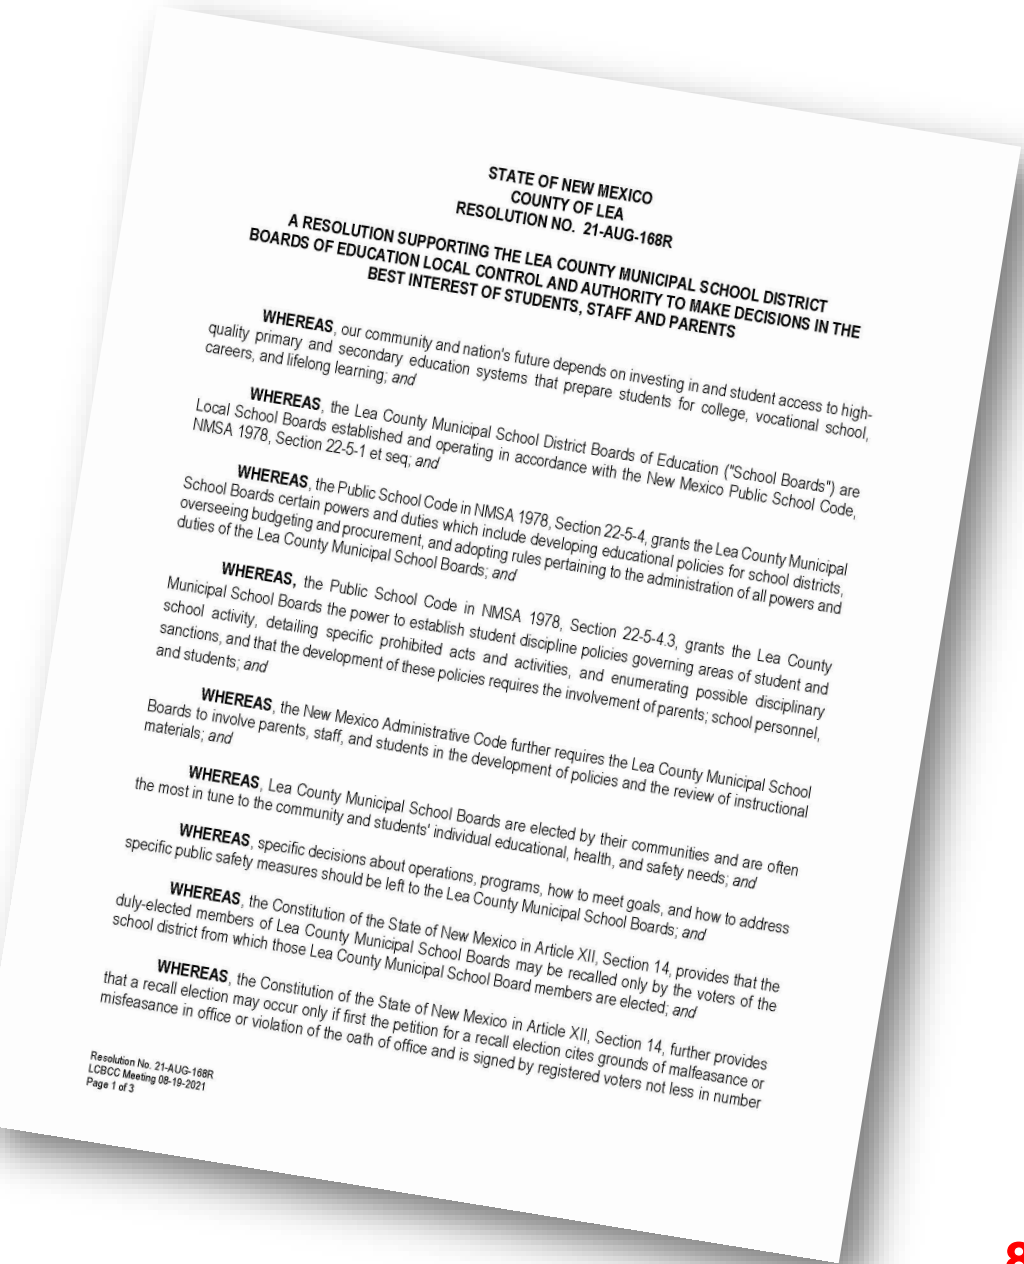 STATE OF NEW MEXICO
COUNTY OF LEA
RESOLUTION NO. 21-AUG-168R
A RESOLUTION SUPPORTING THE LEA COUNTY MUNICIPAL SCHOOL DISTRICT
BOARDS OF EDUCATION LOCAL CONTROL AND AUTHORITY TO MAKE DECISIONS IN THE
BEST INTEREST OF STUDENTS, STAFF AND PARENTS
WHEREAS, our community and nation's future depends on investing in and student access to high-
quality primary and secondary education systems that prepare students for college, vocational school,
careers, and lifelong learning; and
WHEREAS, the Lea County Municipal School District Boards of Education ("School Boards") are
Local School Boards established and operating in accordance with the New Mexico Public School Code,
NMSA 1978, Section 22-5-1 et seq; and
WHEREAS, the Public School Code in NMSA 1978, Section 22-5-4, grants the Lea County Municipal
School Boards certain powers and duties which include developing educational policies for school districts,
overseeing budgeting and procurement, and adopting rules pertaining to the administration of all powers and
duties of the Lea County Municipal School Boards; and
WHEREAS, the Public School Code in NMSA 1978, Section 22-5-4.3, grants the Lea County
Municipal School Boards the power to establish student discipline policies governing areas of student and
school activity, detailing specific prohibited acts and activities, and enumerating possible disciplinary
sanctions, and that the development of these policies requires the involvement of parents; school personnel,
and students; and
WHEREAS, the New Mexico Administrative Code further requires the Lea County Municipal School
Boards to involve parents, staff, and students in the development of policies and the review of instructional
materials; and
WHEREAS, Lea County Municipal School Boards are elected by their communities and are often
the most in tune to the community and students' individual educational, health, and safety needs; and
WHEREAS, specific decisions about operations, programs, how to meet goals, and how to address
specific public safety measures should be left to the Lea County Municipal School Boards; and
WHEREAS, the Constitution of the State of New Mexico in Article XII, Section 14, provides that the
duly-elected members of Lea County Municipal School Boards may be recalled only by the voters of the
school district from which those Lea County Municipal School Board members are elected; and
WHEREAS, the Constitution of the State of New Mexico in Article XII, Section 14, further provides
that a recall election may occur only if first the petition for a recall election cites grounds of malfeasance or
misfeasance in office or violation of the oath of office and is signed by registered voters not less in number
Resolution No. 21-AUG-168R
LCBCC Meeting 08-19-2021
Page 1 of 3
8